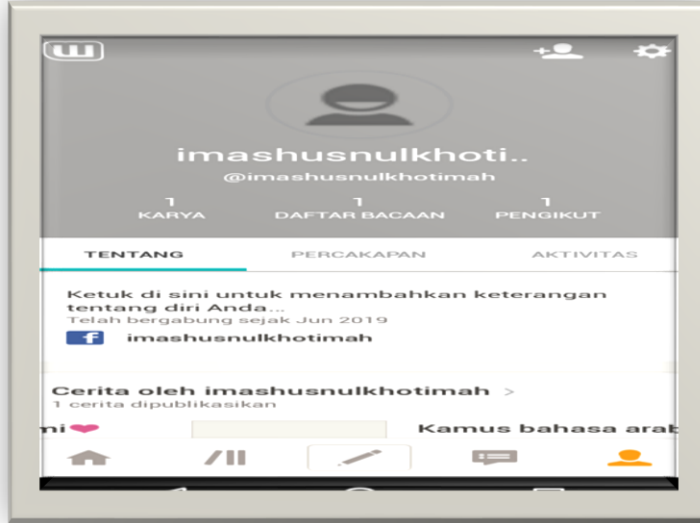 imashusnulkhoti..
@imashusnulkhotimah
1 1 1
KARYA DAFTAR BACAAN PENGIKUT
TENTANG PERCAKAPAN AKTIVITAS
Ketuk di sini untuk menambahkan keterangan
tentang diri Anda...
Telah bergabung sejak Jun 2019
f imashusnulkhotimah
Cerita oleh imashusnulkhotimah >
1 cerita dipublikasikan
mi❤ Kamus bahasa arab